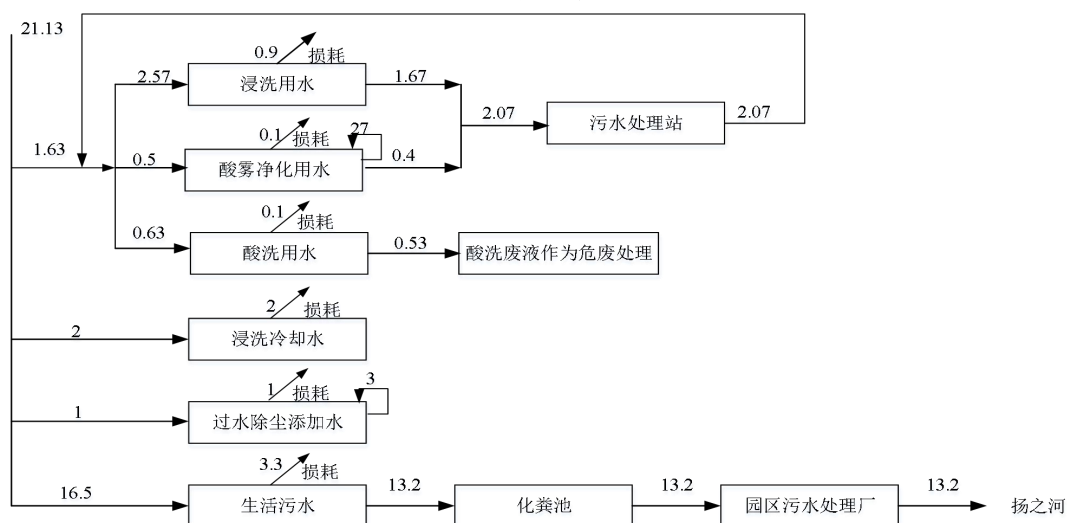 21.13
0.9
损耗
2.57
浸洗用水
1.67
2.07
污水处理站
2.07
0.1
损耗
27
1.63
0.5
酸雾净化用水
0.4
0.1
损耗
0.63
酸洗用水
0.53
酸洗废液作为危废处理
2
损耗
2
浸洗冷却水
1
损耗
3
1
过水除尘添加水
3.3
损耗
16.5
生活污水
13.2
化粪池
13.2
园区污水处理厂
13.2
扬之河